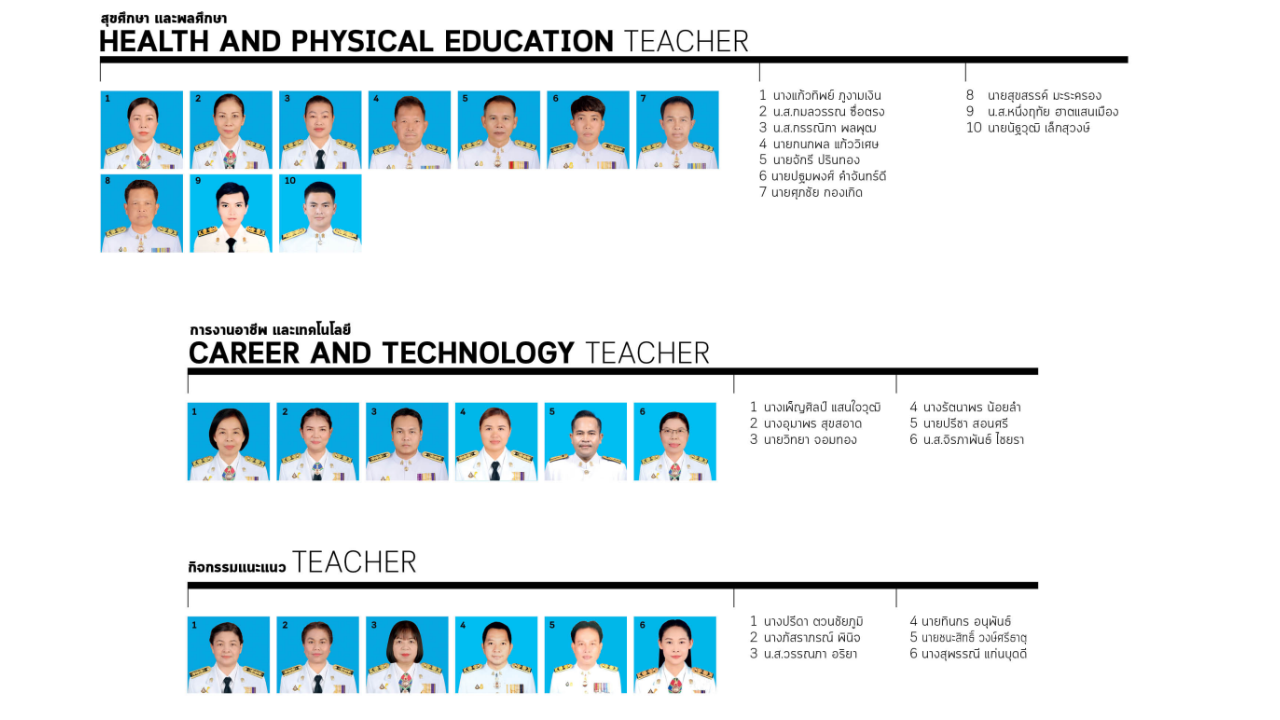 สุขศึกษา และพลศึกษา
HEALTH AND PHYSICAL EDUCATION TEACHER
1 2 3 4 5 6 7
8 9 10
1 นางแก้วทิพย์ ภูงามเงิน
2 น.ส.กมลวรรณ ซื่อตรง
3 น.ส.กรรณิกา พลพุฒ
4 นายกนกพล แก้ววิเศษ
5 นายจักรี ปรินทอง
6 นายปฐมพงศ์ คำจันทร์ดี
7 นายศุภชัย กองเกิด
8 นายสุขสรรค์ มะระครอง
9 น.ส.หนึ่งฤทัย ฮาดแสนเมือง
10 นายนัฐวุฒิ เล็กสุวงษ์
การงานอาชีพ และเทคโนโลยี
CAREER AND TECHNOLOGY TEACHER
1 2 3 4 5 6
1 นางเพ็ญศิลป์ แสนใจวุฒิ
2 นางอุมาพร สุขสอาด
3 นายวิทยา จอมทอง
4 นางรัตนาพร น้อยลำ
5 นายปรีชา สอนศรี
6 น.ส.จิรภาพันธ์ ไชยรา
กิจกรรมแนะแนว TEACHER
1 2 3 4 5 6
1 นางปรีดา ตวนชัยภูมิ
2 นางภัสราภรณ์ พินิจ
3 น.ส.วรรณภา อริยา
4 นายทินกร อนุพันธ์
5 นายชนะสิทธิ์ วงษ์ศรีธาตุ
6 นางสุพรรณี แก่นบุดดี